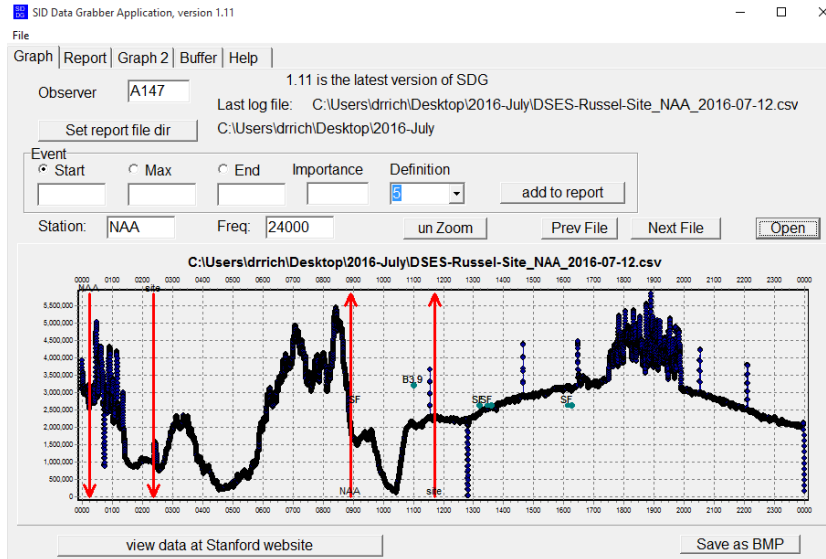 SID DG SID Data Grabber Application, version 1.11
File
Graph Report Graph 2 Buffer Help
1.11 is the latest version of SDG
Observer A147
Last log file: C:\Users\drrich\Desktop\2016-July\DSES-Russel-Site_NAA_2016-07-12.csv
Set report file dir C:\Users\drrich\Desktop\2016-July
Event
Start Max End Importance Definition
5 add to report
Station: NAA Freq: 24000 un Zoom Prev File Next File Open
C:\Users\drrich\Desktop\2016-July\DSES-Russel-Site_NAA_2016-07-12.csv
0000 0100 0200 0300 0400 0500 0600 0700 0800 0900 1000 1100 1200 1300 1400 1500 1600 1700 1800 1900 2000 2100 2200 2300 0000
NAA site
5,500,000
5,000,000
4,500,000
4,000,000
3,500,000
B3.9
3,000,000
SF SF SF SF
2,500,000
2,000,000
1,500,000
1,000,000
500,000
NAA site
0
0000 0100 0200 0300 0400 0500 0600 0700 0800 0900 1000 1100 1200 1300 1400 1500 1600 1700 1800 1900 2000 2100 2200 2300 0000
view data at Stanford website Save as BMP